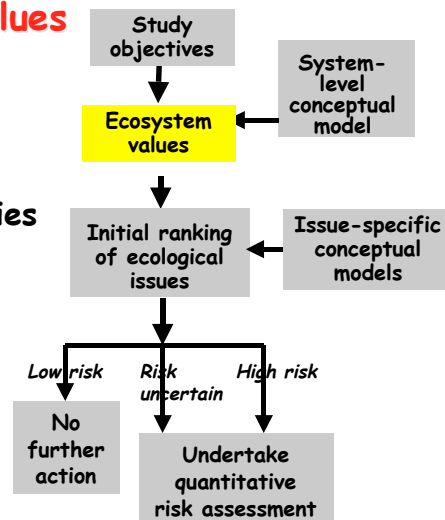 lues
Study
objectives
System-
level
conceptual
model
Ecosystem
values
ies
Initial ranking
of ecological
issues
Issue-specific
conceptual
models
Low risk
Risk
uncertain
High risk
No
further
action
Undertake
quantitative
risk assessment